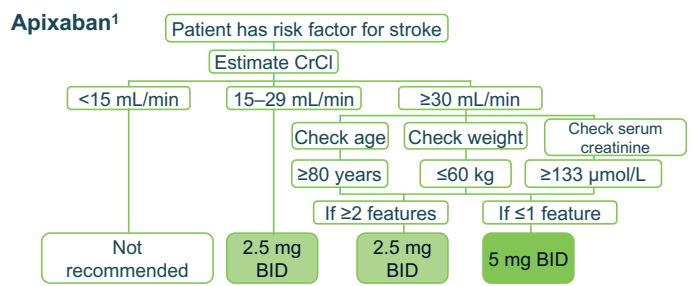 Apixaban¹
Patient has risk factor for stroke
Estimate CrCl
<15 mL/min
15–29 mL/min
≥30 mL/min
Check age
Check weight
Check serum
creatinine
≥80 years
≤60 kg
≥133 µmol/L
If ≥2 features
If ≤1 feature
Not
recommended
2.5 mg
BID
2.5 mg
BID
5 mg BID